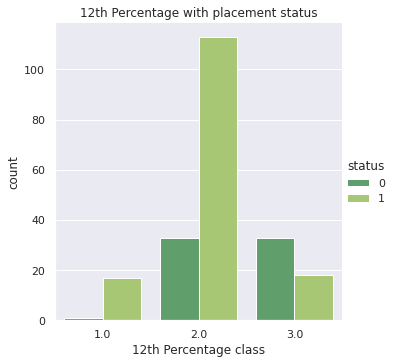 12th Percentage with placement status
100
80
60
40
20
0
count
1.0 2.0 3.0
12th Percentage class
status
0
1